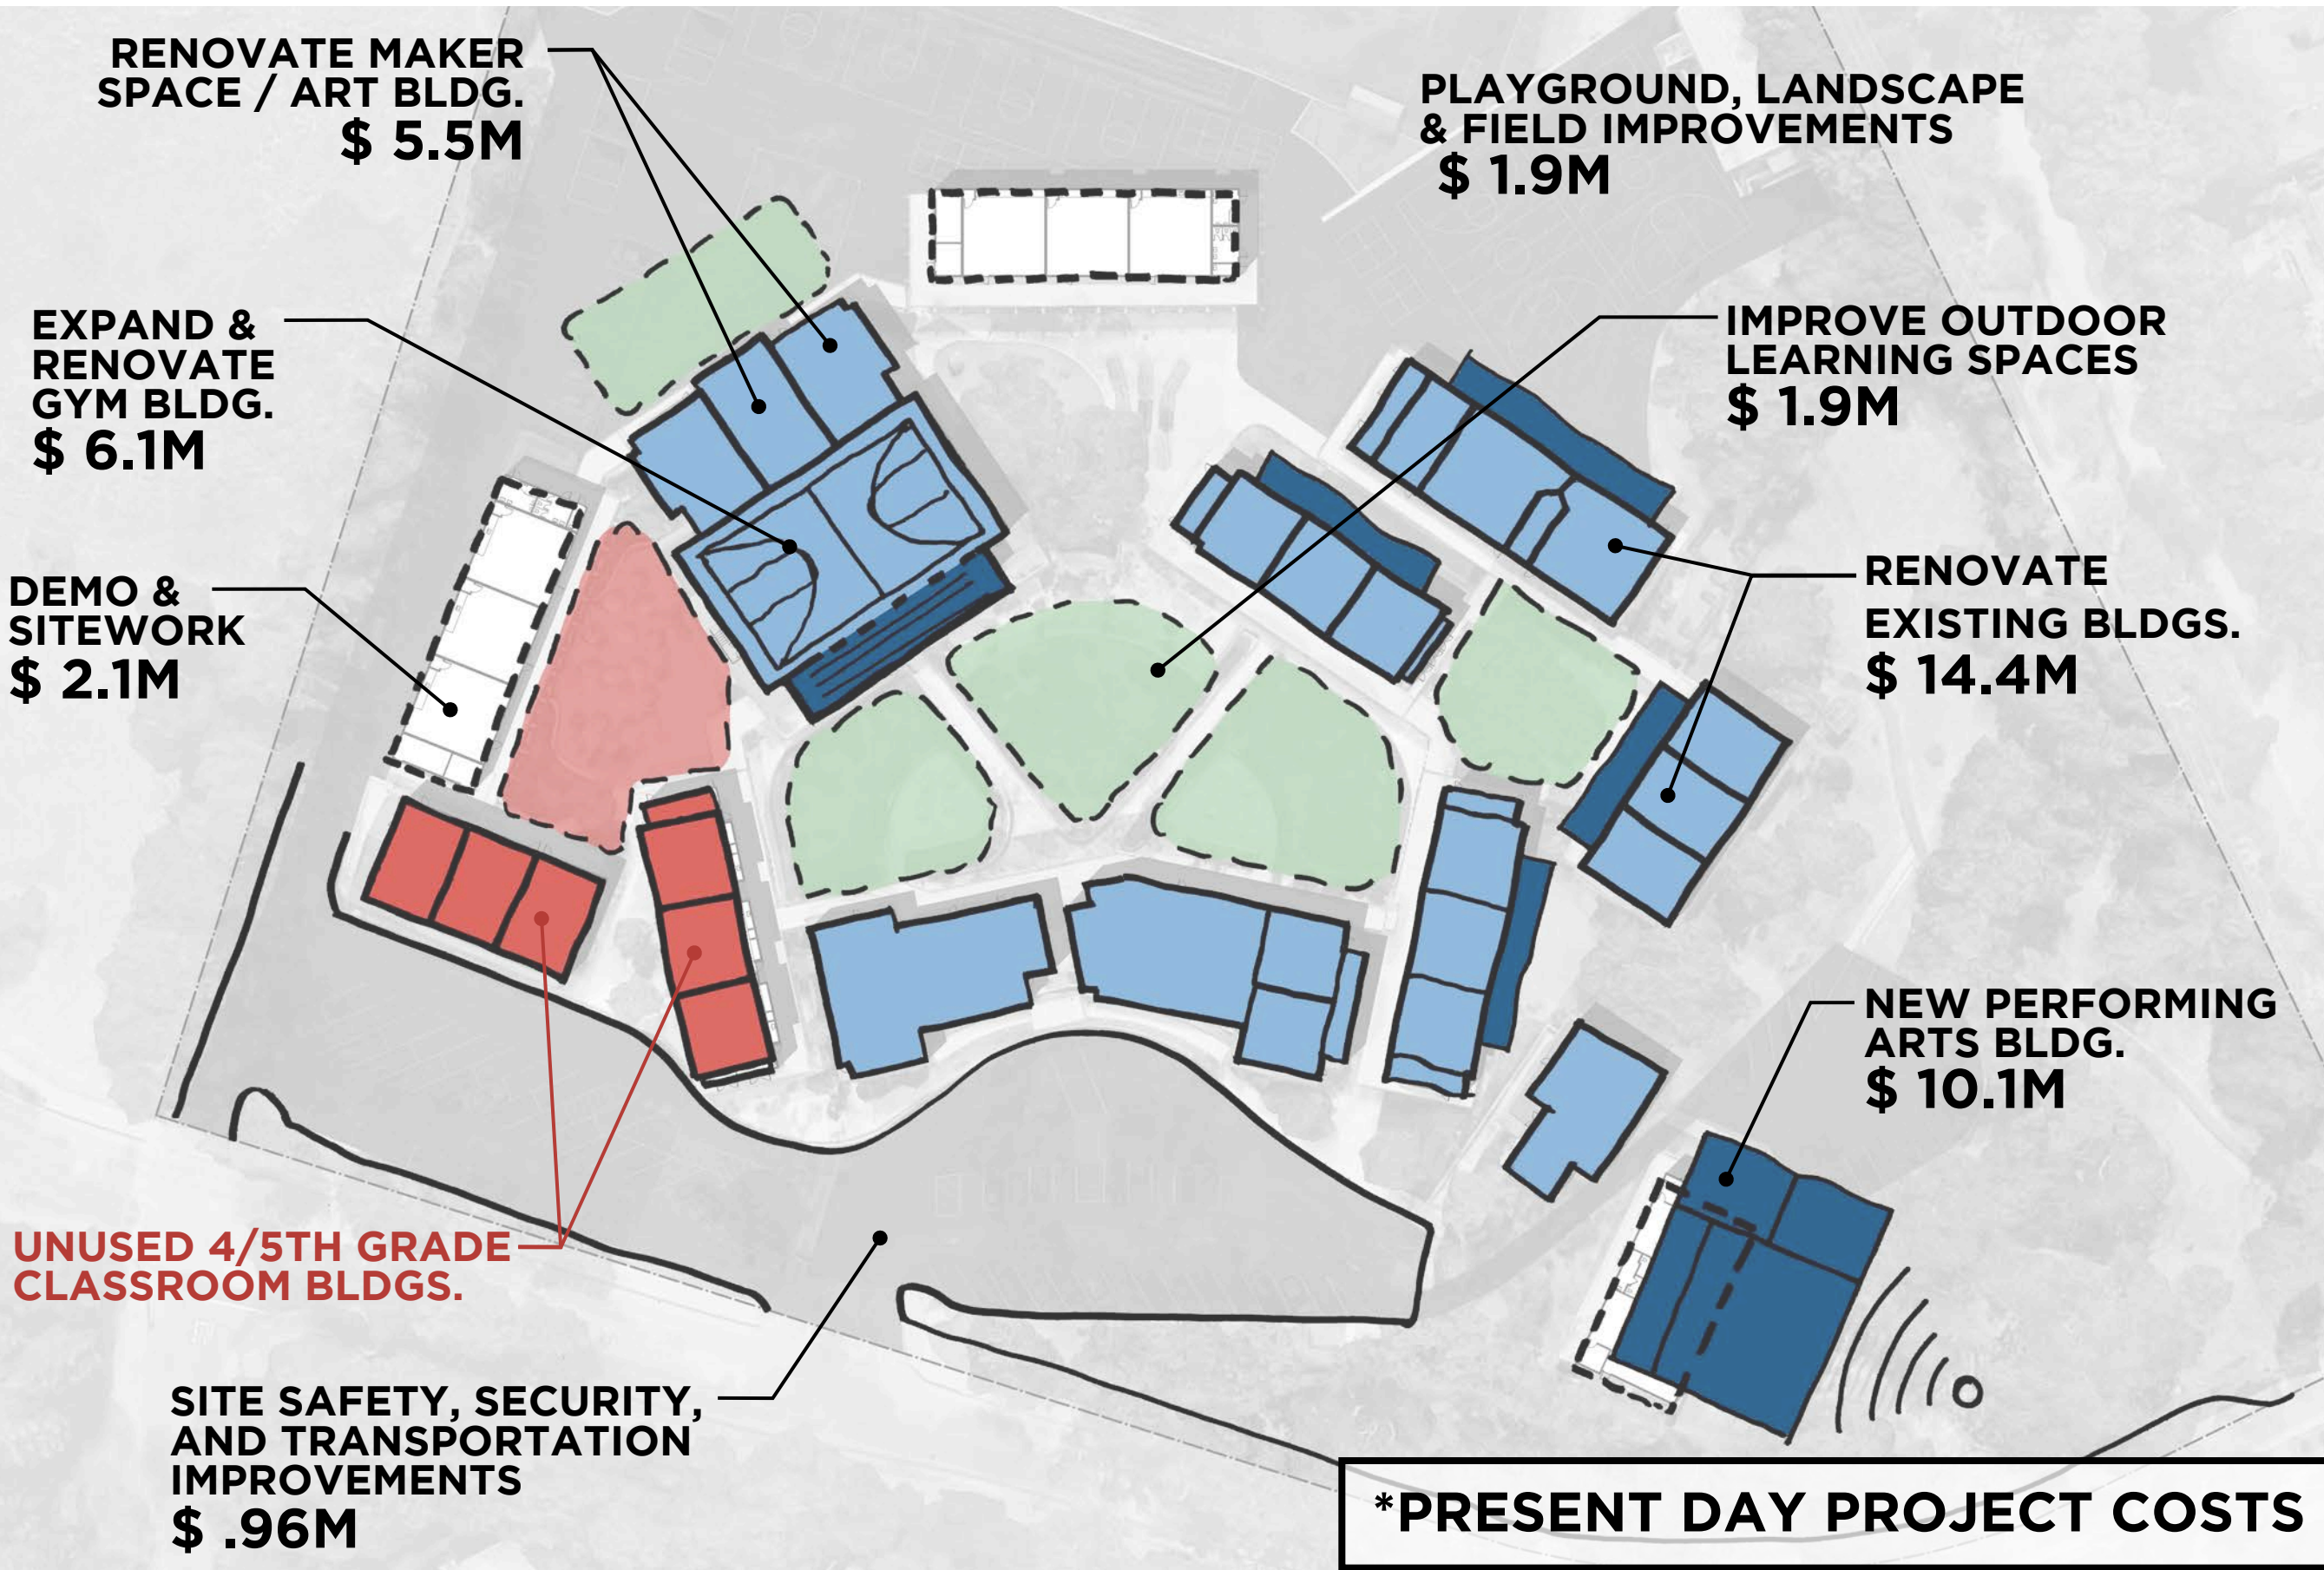 RENOVATE MAKER
SPACE / ART BLDG.
$ 5.5M
PLAYGROUND, LANDSCAPE
& FIELD IMPROVEMENTS
$ 1.9M
EXPAND &
RENOVATE
GYM BLDG.
$ 6.1M
IMPROVE OUTDOOR
LEARNING SPACES
$ 1.9M
DEMO &
SITEWORK
$ 2.1M
RENOVATE
EXISTING BLDGS.
$ 14.4M
NEW PERFORMING
ARTS BLDG.
$ 10.1M
UNUSED 4/5TH GRADE
CLASSROOM BLDGS.
SITE SAFETY, SECURITY,
AND TRANSPORTATION
IMPROVEMENTS
$ .96M
*PRESENT DAY PROJECT COSTS